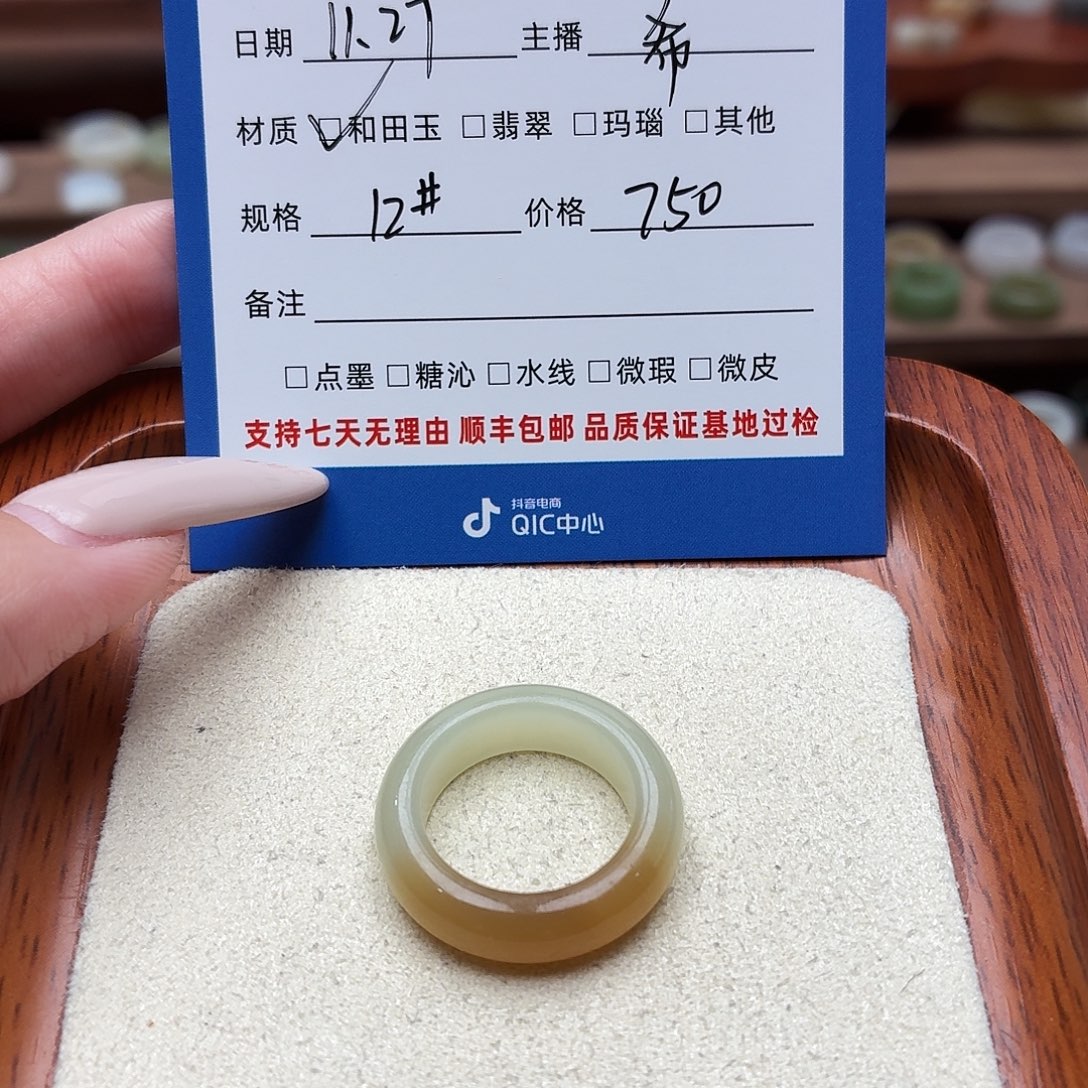 日期 11.27 主播 希
材质 ☑和田玉 □翡翠 □玛瑙 □其他
规格 12# 价格 750
备注
□点墨 □糖沁 □水线 □微瑕 □微皮
支持七天无理由 顺丰包邮 品质保证基地过检
抖音电商
QIC中心